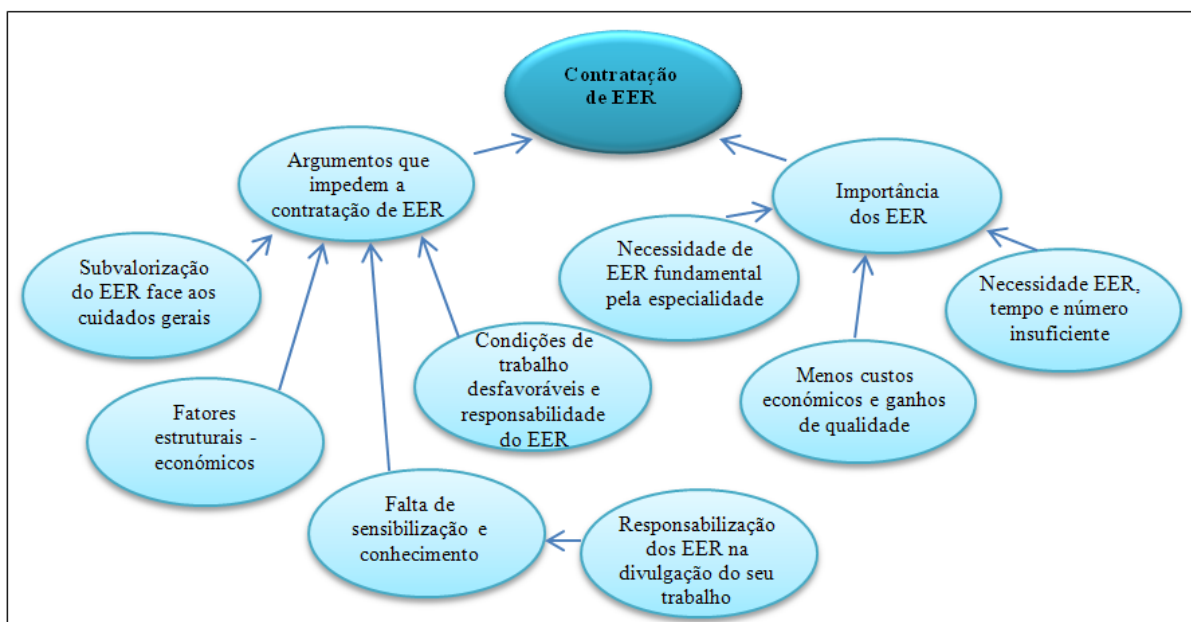 Contratação
de EER
Argumentos que
impedem a
contratação de EER
Importância
dos EER
Subvalorização
do EER face aos
cuidados gerais
Necessidade de
EER fundamental
pela especialidade
Necessidade EER,
tempo e número
insuficiente
Condições de
trabalho
desfavoráveis e
responsabilidade
do EER
Menos custos
económicos e ganhos
de qualidade
Fatores
estruturais -
económicos
Falta de
sensibilização e
conhecimento
Responsabilização
dos EER na
divulgação do seu
trabalho